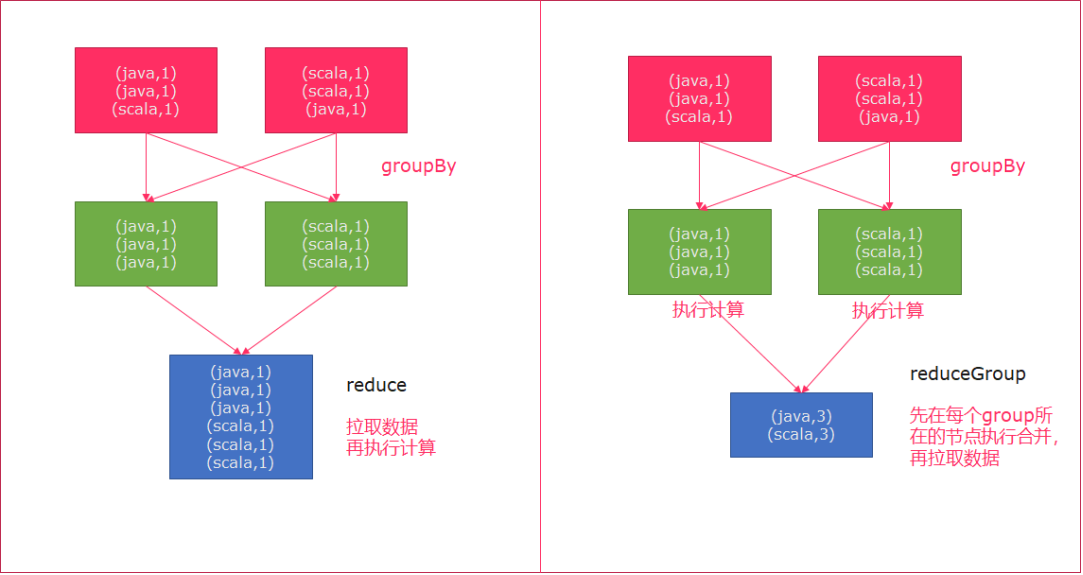 (java,1)
(java,1)
(scala,1)
(scala,1)
(scala,1)
(java,1)
groupBy
(java,1)
(java,1)
(java,1)
(scala,1)
(scala,1)
(scala,1)
(java,1)
(java,1)
(java,1)
(scala,1)
(scala,1)
(scala,1)
reduce
拉取数据
再执行计算
(java,1)
(java,1)
(scala,1)
(scala,1)
(scala,1)
(java,1)
groupBy
(java,1)
(java,1)
(java,1)
(scala,1)
(scala,1)
(scala,1)
执行计算
执行计算
(java,3)
(scala,3)
reduceGroup
先在每个group所
在的节点执行合并，
再拉取数据